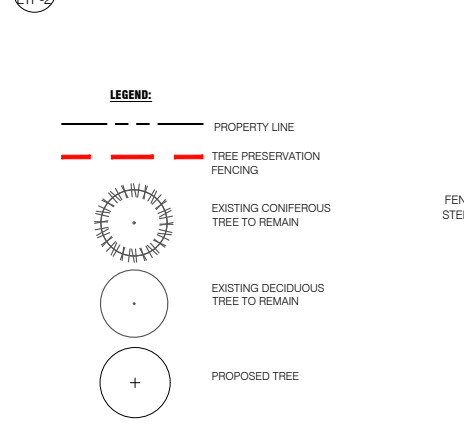 LEGEND:
PROPERTY LINE
TREE PRESERVATION
FENCING
EXISTING CONIFEROUS
TREE TO REMAIN
EXISTING DECIDUOUS
TREE TO REMAIN
PROPOSED TREE